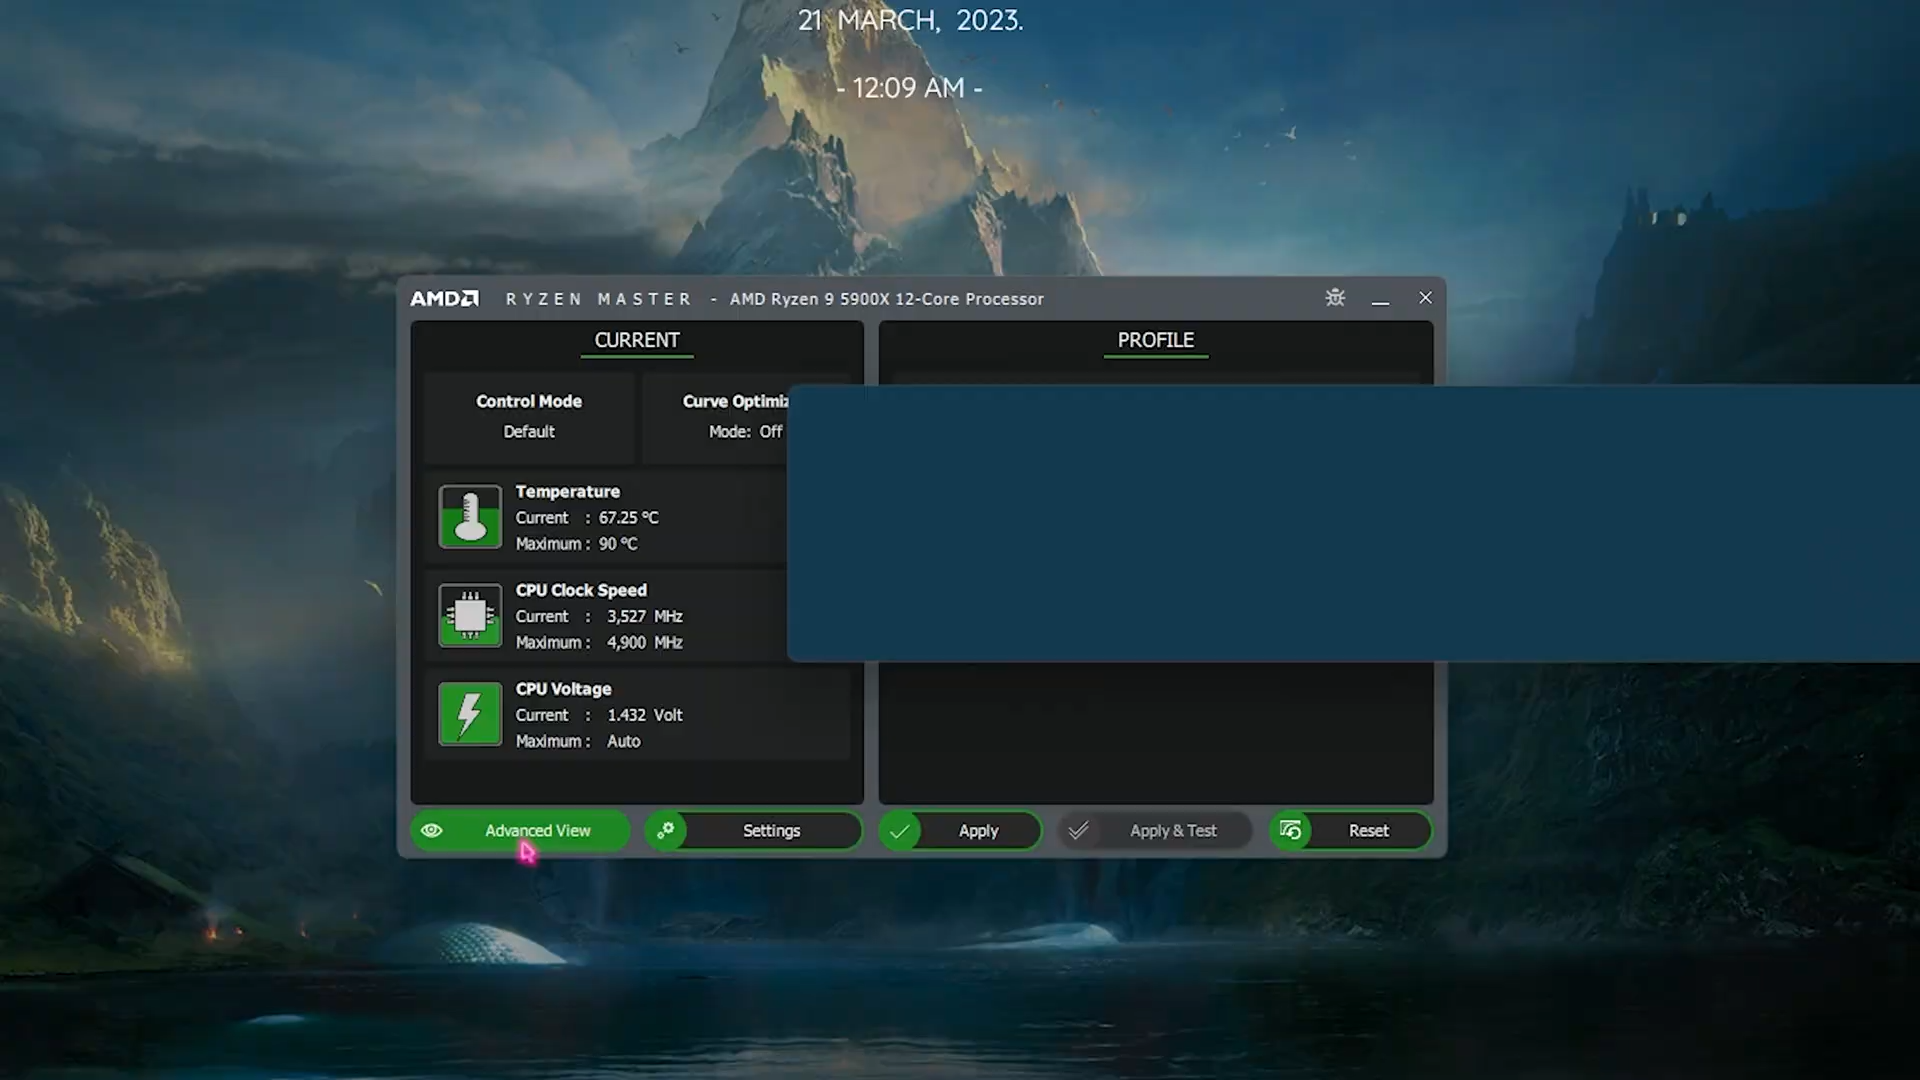 21 MARCH, 2023.
- 12:09 AM -
AMD RYZEN MASTER - AMD Ryzen 9 5900X 12-Core Processor
CURRENT
Control Mode
Default
Curve Optimiz
Mode: Off
Temperature
Current : 67.25 °C
Maximum : 90 °C
CPU Clock Speed
Current : 3,527 MHz
Maximum : 4,900 MHz
CPU Voltage
Current : 1.432 Volt
Maximum : Auto
PROFILE
Advanced View
Settings
Apply
Apply & Test
Reset